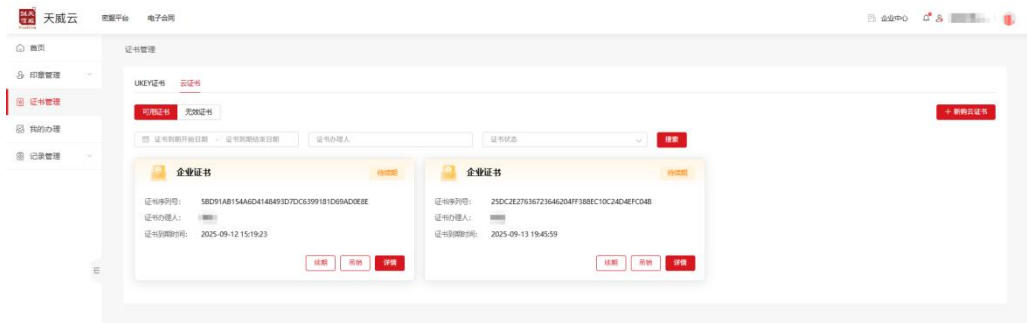 天威云 密服平台 电子合同 企业中心
首页
印章管理
证书管理
我的办理
记录管理
证书管理
UKEY证书 云证书
可用证书 无效证书 + 新购云证书
证书到期开始日期 - 证书到期结束日期 证书办理人 证书状态 搜索
企业证书 待续期
证书序列号: 5BD91AB154A6D4148493D7DC6399181D69AD0E8E
证书办理人:
证书到期时间: 2025-09-12 15:19:23
续期 吊销 详情
企业证书 待续期
证书序列号: 25DC2E27636723646204FF388EC10C24D4EFC04B
证书办理人:
证书到期时间: 2025-09-13 19:45:59
续期 吊销 详情